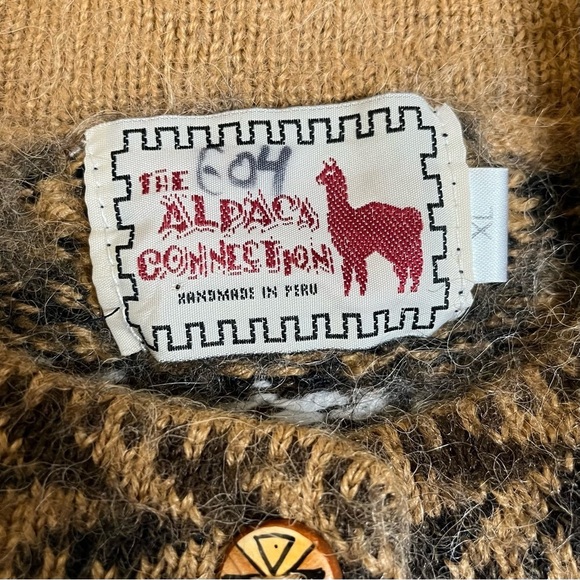 THE 604
ALPACA
CONNECTION
HANDMADE IN PERU
XL